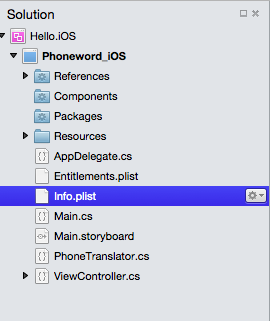 Solution
Hello.iOS
Phoneword_iOS
References
Components
Packages
Resources
AppDelegate.cs
Entitlements.plist
Info.plist
Main.cs
Main.storyboard
PhoneTranslator.cs
ViewController.cs